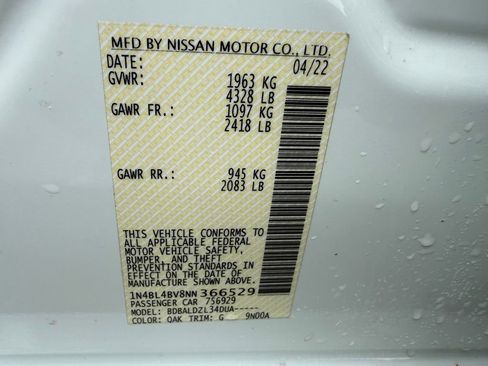 MFD BY NISSAN MOTOR CO., LTD.
DATE: 04/22
GVWR: 1963 KG
4328 LB
GAWR FR.: 1097 KG
2418 LB
GAWR RR.: 945 KG
2083 LB
THIS VEHICLE CONFORMS TO
ALL APPLICABLE FEDERAL
MOTOR VEHICLE SAFETY,
BUMPER, AND THEFT
PREVENTION STANDARDS IN
EFFECT ON THE DATE OF
MANUFACTURE SHOWN ABOVE.
1N4BL4BV8NN366529
PASSENGER CAR 756929
MODEL: BDBALDZL34DUA-----
COLOR: QAK TRIM: G 9N00A